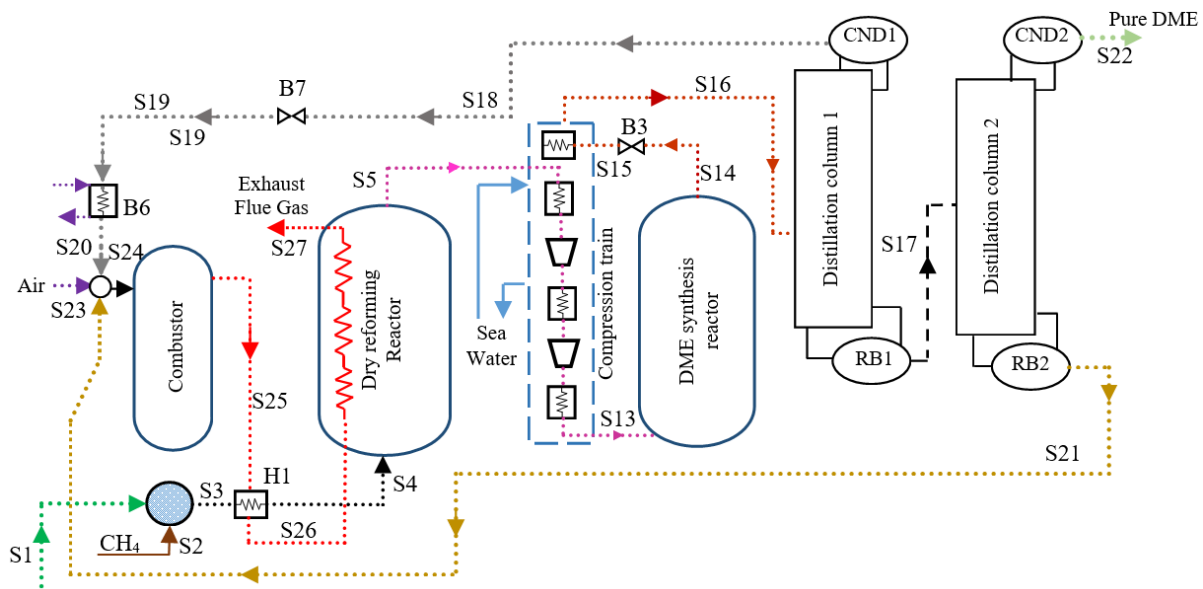 Pure DME
CND1
CND2
S22
S19
B7
S18
S16
S19
B3
S15
S14
S5
Exhaust
Flue Gas
B6
S27
S20
S24
Air
S23
Combustor
Dry reforming
Reactor
Sea
Water
Compression train
DME synthesis
reactor
Distillation column 1
S17
Distillation column 2
RB1
RB2
S25
S13
S21
S3
H1
S4
S26
CH₄
S2
S1